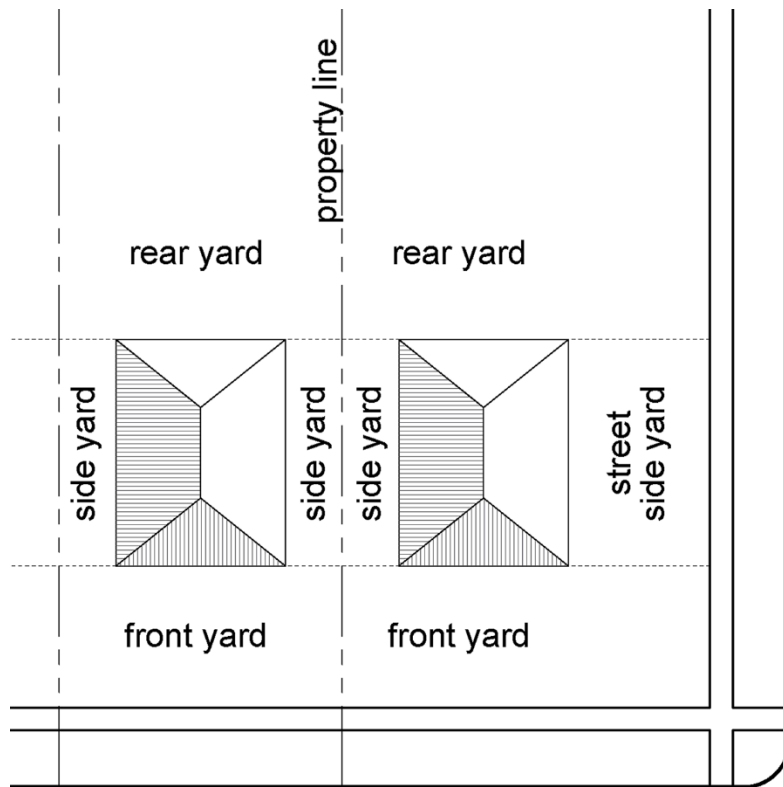 property line
rear yard
rear yard
side yard
side yard
side yard
street
side yard
front yard
front yard